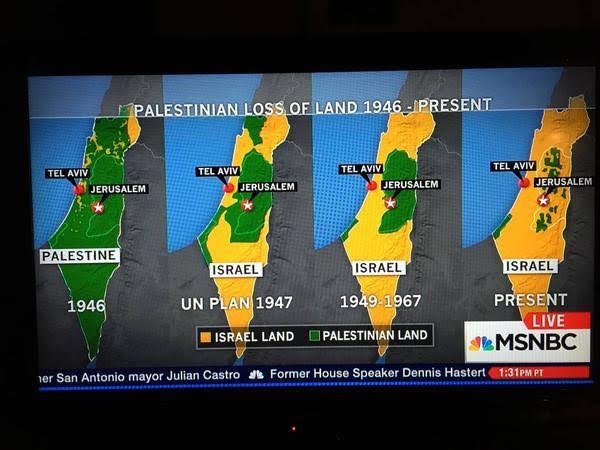 PALESTINIAN LOSS OF LAND 1946 - PRESENT
TEL AVIV
JERUSALEM
PALESTINE
1946
TEL AVIV
JERUSALEM
ISRAEL
UN PLAN 1947
TEL AVIV
JERUSALEM
ISRAEL
1949-1967
TEL AVIV
JERUSALEM
ISRAEL
PRESENT
ISRAEL LAND
PALESTINIAN LAND
LIVE
MSNBC
er San Antonio mayor Julian Castro Former House Speaker Dennis Hastert
1:31PM PT